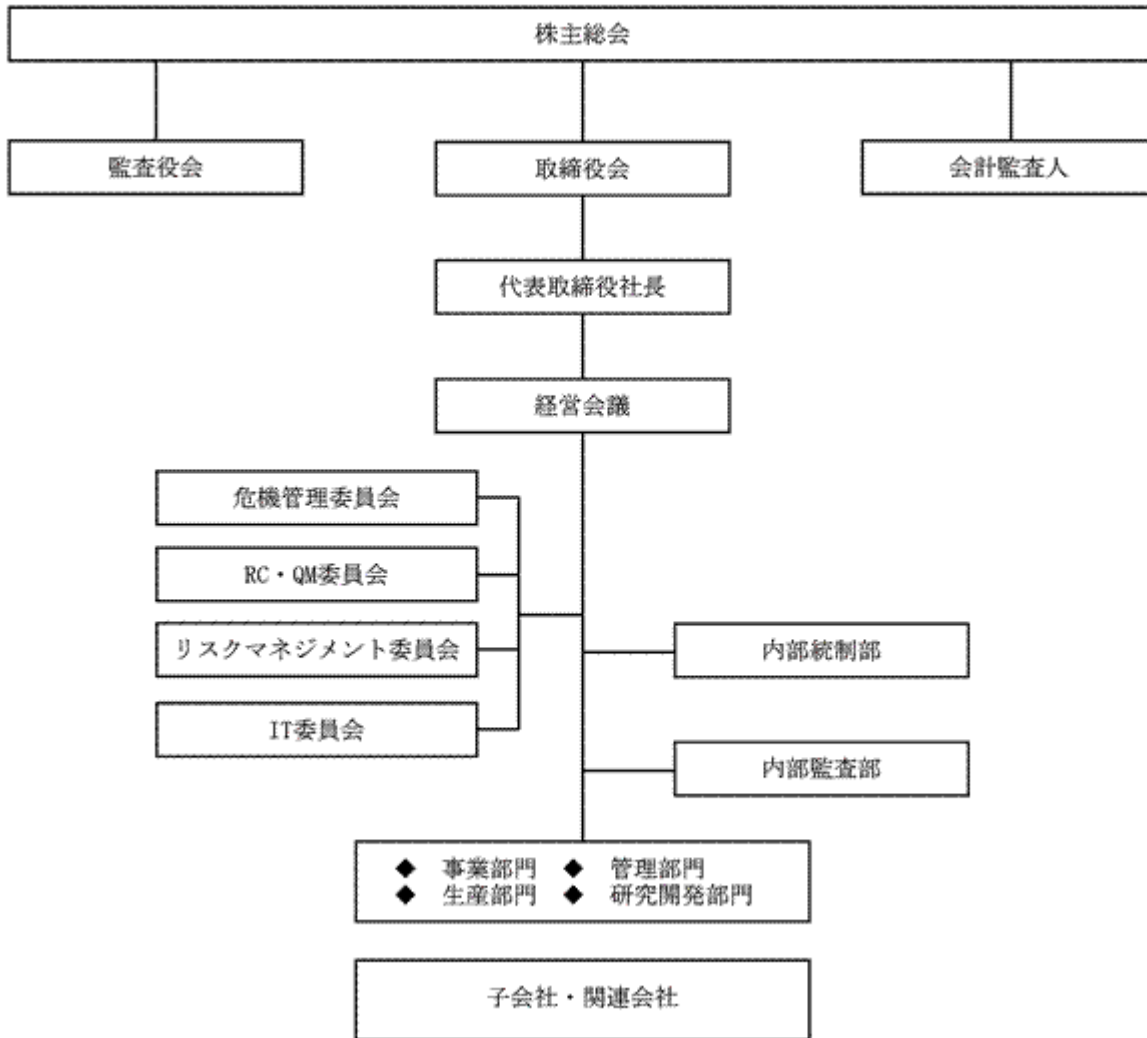 株主総会
監査役会
取締役会
会計監査人
代表取締役社長
経営会議
危機管理委員会
RC・QM委員会
リスクマネジメント委員会
IT委員会
内部統制部
内部監査部
◆ 事業部門 ◆ 管理部門
◆ 生産部門 ◆ 研究開発部門
子会社・関連会社